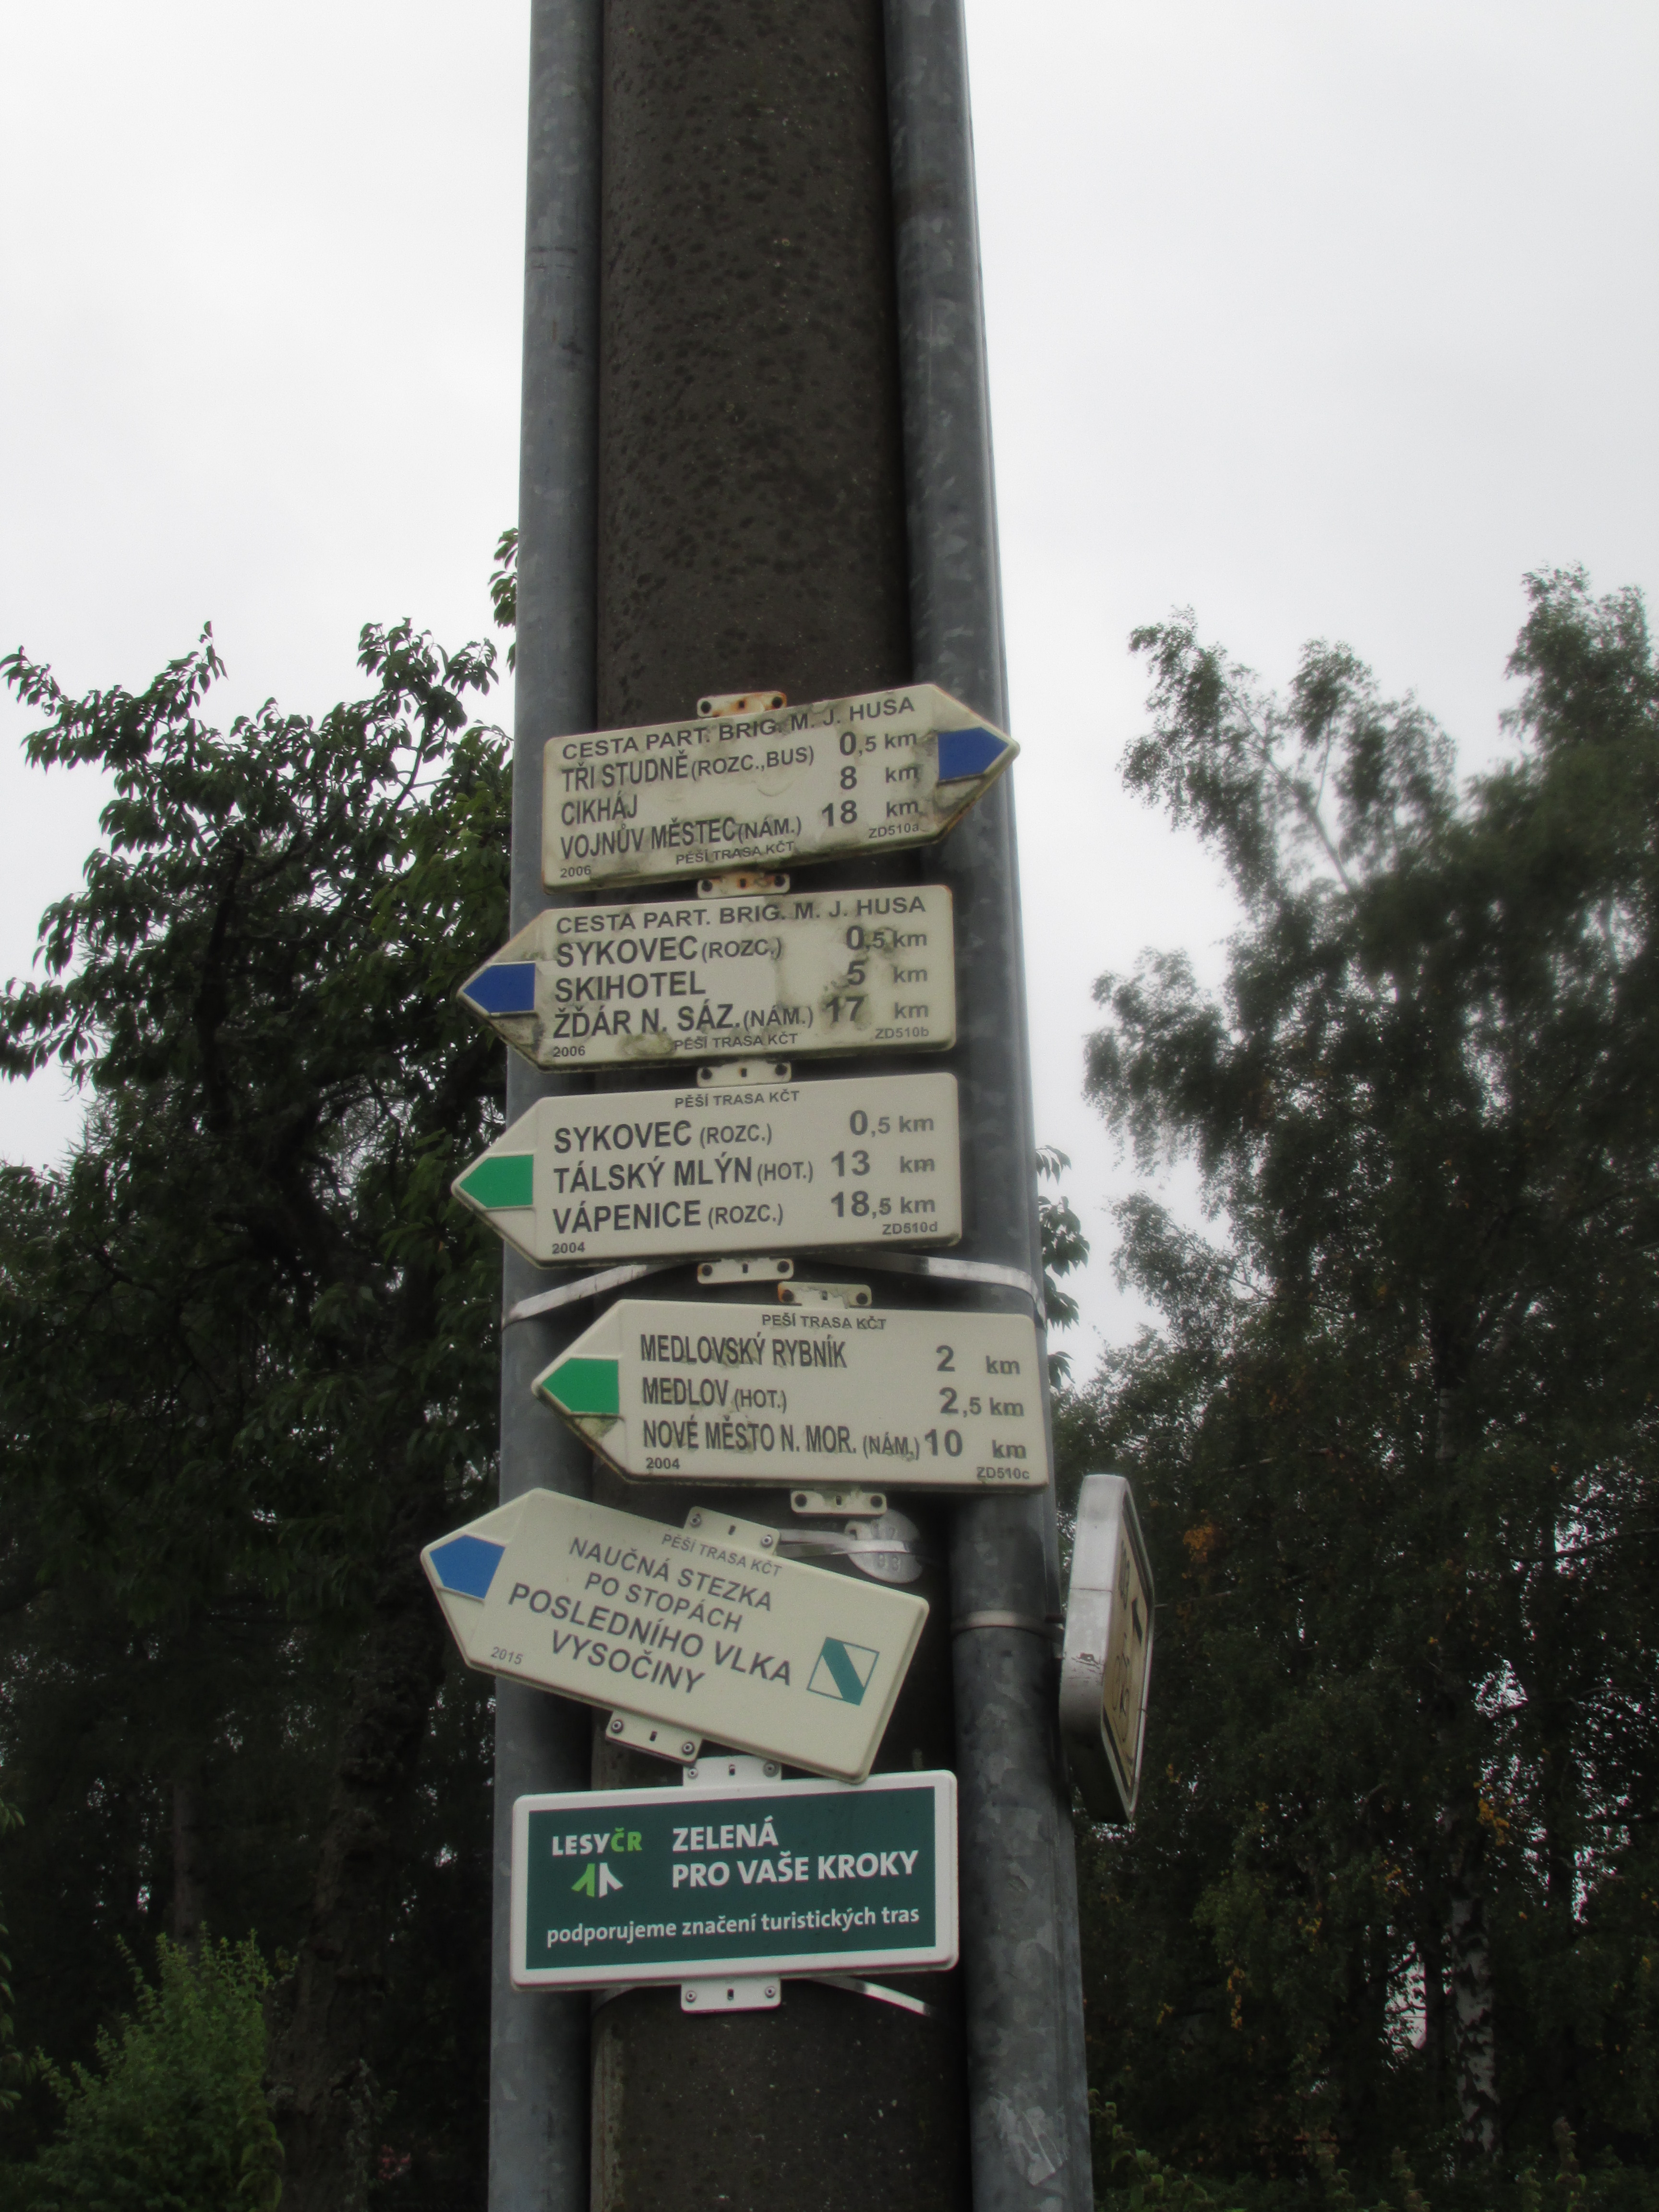 CESTA PART. BRIG. M. J. HUSA
TŘI STUDNĚ (ROZC.,BUS) 0,5 km
CIKHÁJ 8 km
VOJNŮV MĚSTEC (NÁM.) 18 km
2006 PĚŠÍ TRASA KČT ZD510a
CESTA PART. BRIG. M. J. HUSA
SYKOVEC (ROZC.) 0,5 km
SKIHOTEL 5 km
ŽĎÁR N. SÁZ. (NÁM.) 17 km
2006 PĚŠÍ TRASA KČT ZD510b
PĚŠÍ TRASA KČT
SYKOVEC (ROZC.) 0,5 km
TÁLSKÝ MLÝN (HOT.) 13 km
VÁPENICE (ROZC.) 18,5 km
2004 ZD510d
PEŠÍ TRASA KČT
MEDLOVSKÝ RYBNÍK 2 km
MEDLOV (HOT.) 2,5 km
NOVÉ MĚSTO N. MOR. (NÁM.) 10 km
2004 ZD510c
PĚŠÍ TRASA KČT
NAUČNÁ STEZKA
PO STOPÁCH
POSLEDNÍHO VLKA
VYSOČINY
2015
LESYČR
ZELENÁ
PRO VAŠE KROKY
podporujeme značení turistických tras